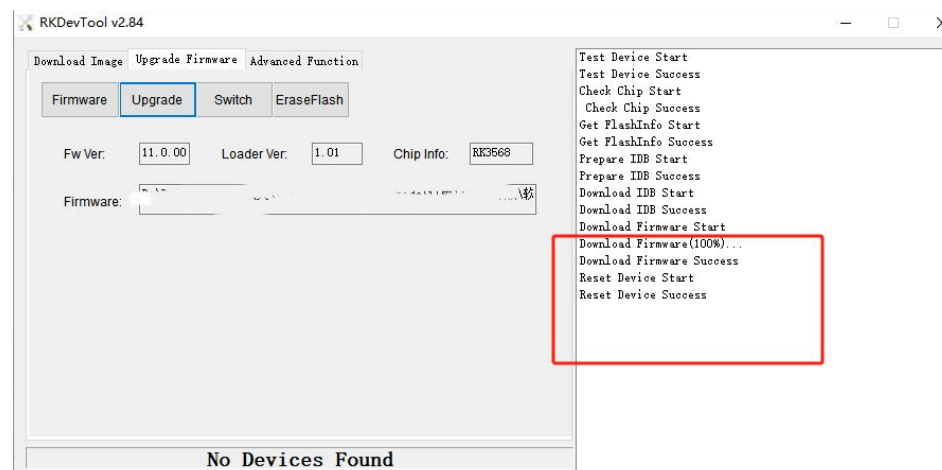 RKDevTool v2.84
Download Image Upgrade Firmware Advanced Function
Firmware Upgrade Switch EraseFlash
Fw Ver: 11.0.00 Loader Ver: 1.01 Chip Info: RK3568
Firmware: \软
No Devices Found
Test Device Start
Test Device Success
Check Chip Start
Check Chip Success
Get FlashInfo Start
Get FlashInfo Success
Prepare IDB Start
Prepare IDB Success
Download IDB Start
Download IDB Success
Download Firmware Start
Download Firmware(100%)...
Download Firmware Success
Reset Device Start
Reset Device Success